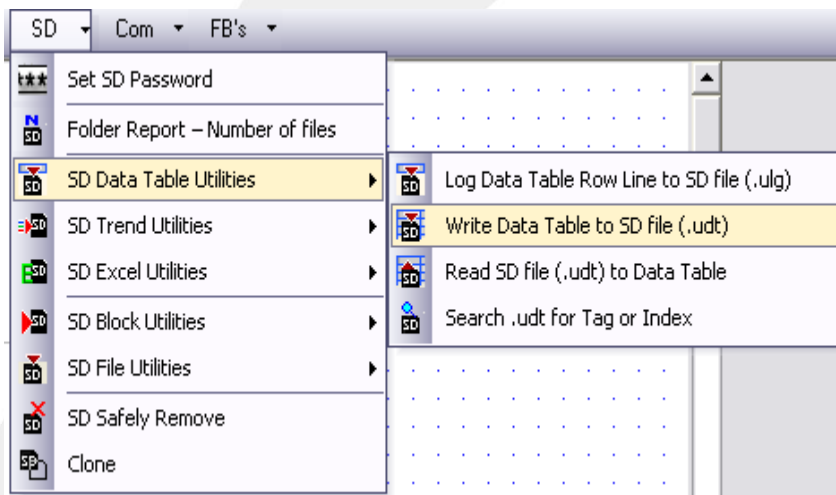 SD Com FB's
Set SD Password
Folder Report – Number of files
SD Data Table Utilities
SD Trend Utilities
SD Excel Utilities
SD Block Utilities
SD File Utilities
SD Safely Remove
Clone
Log Data Table Row Line to SD file (.ulg)
Write Data Table to SD file (.udt)
Read SD file (.udt) to Data Table
Search .udt for Tag or Index